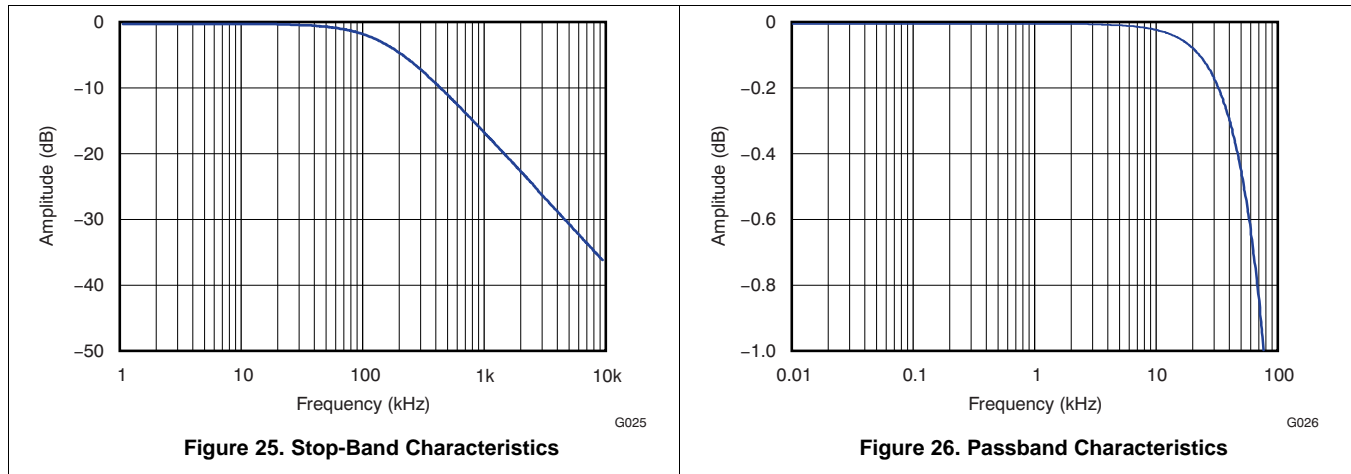 0
−10
−20
−30
−40
−50
Amplitude (dB)
1
10
100
1k
10k
Frequency (kHz)
G025
Figure 25. Stop-Band Characteristics
0
−0.2
−0.4
−0.6
−0.8
−1.0
Amplitude (dB)
0.01
0.1
1
10
100
Frequency (kHz)
G026
Figure 26. Passband Characteristics